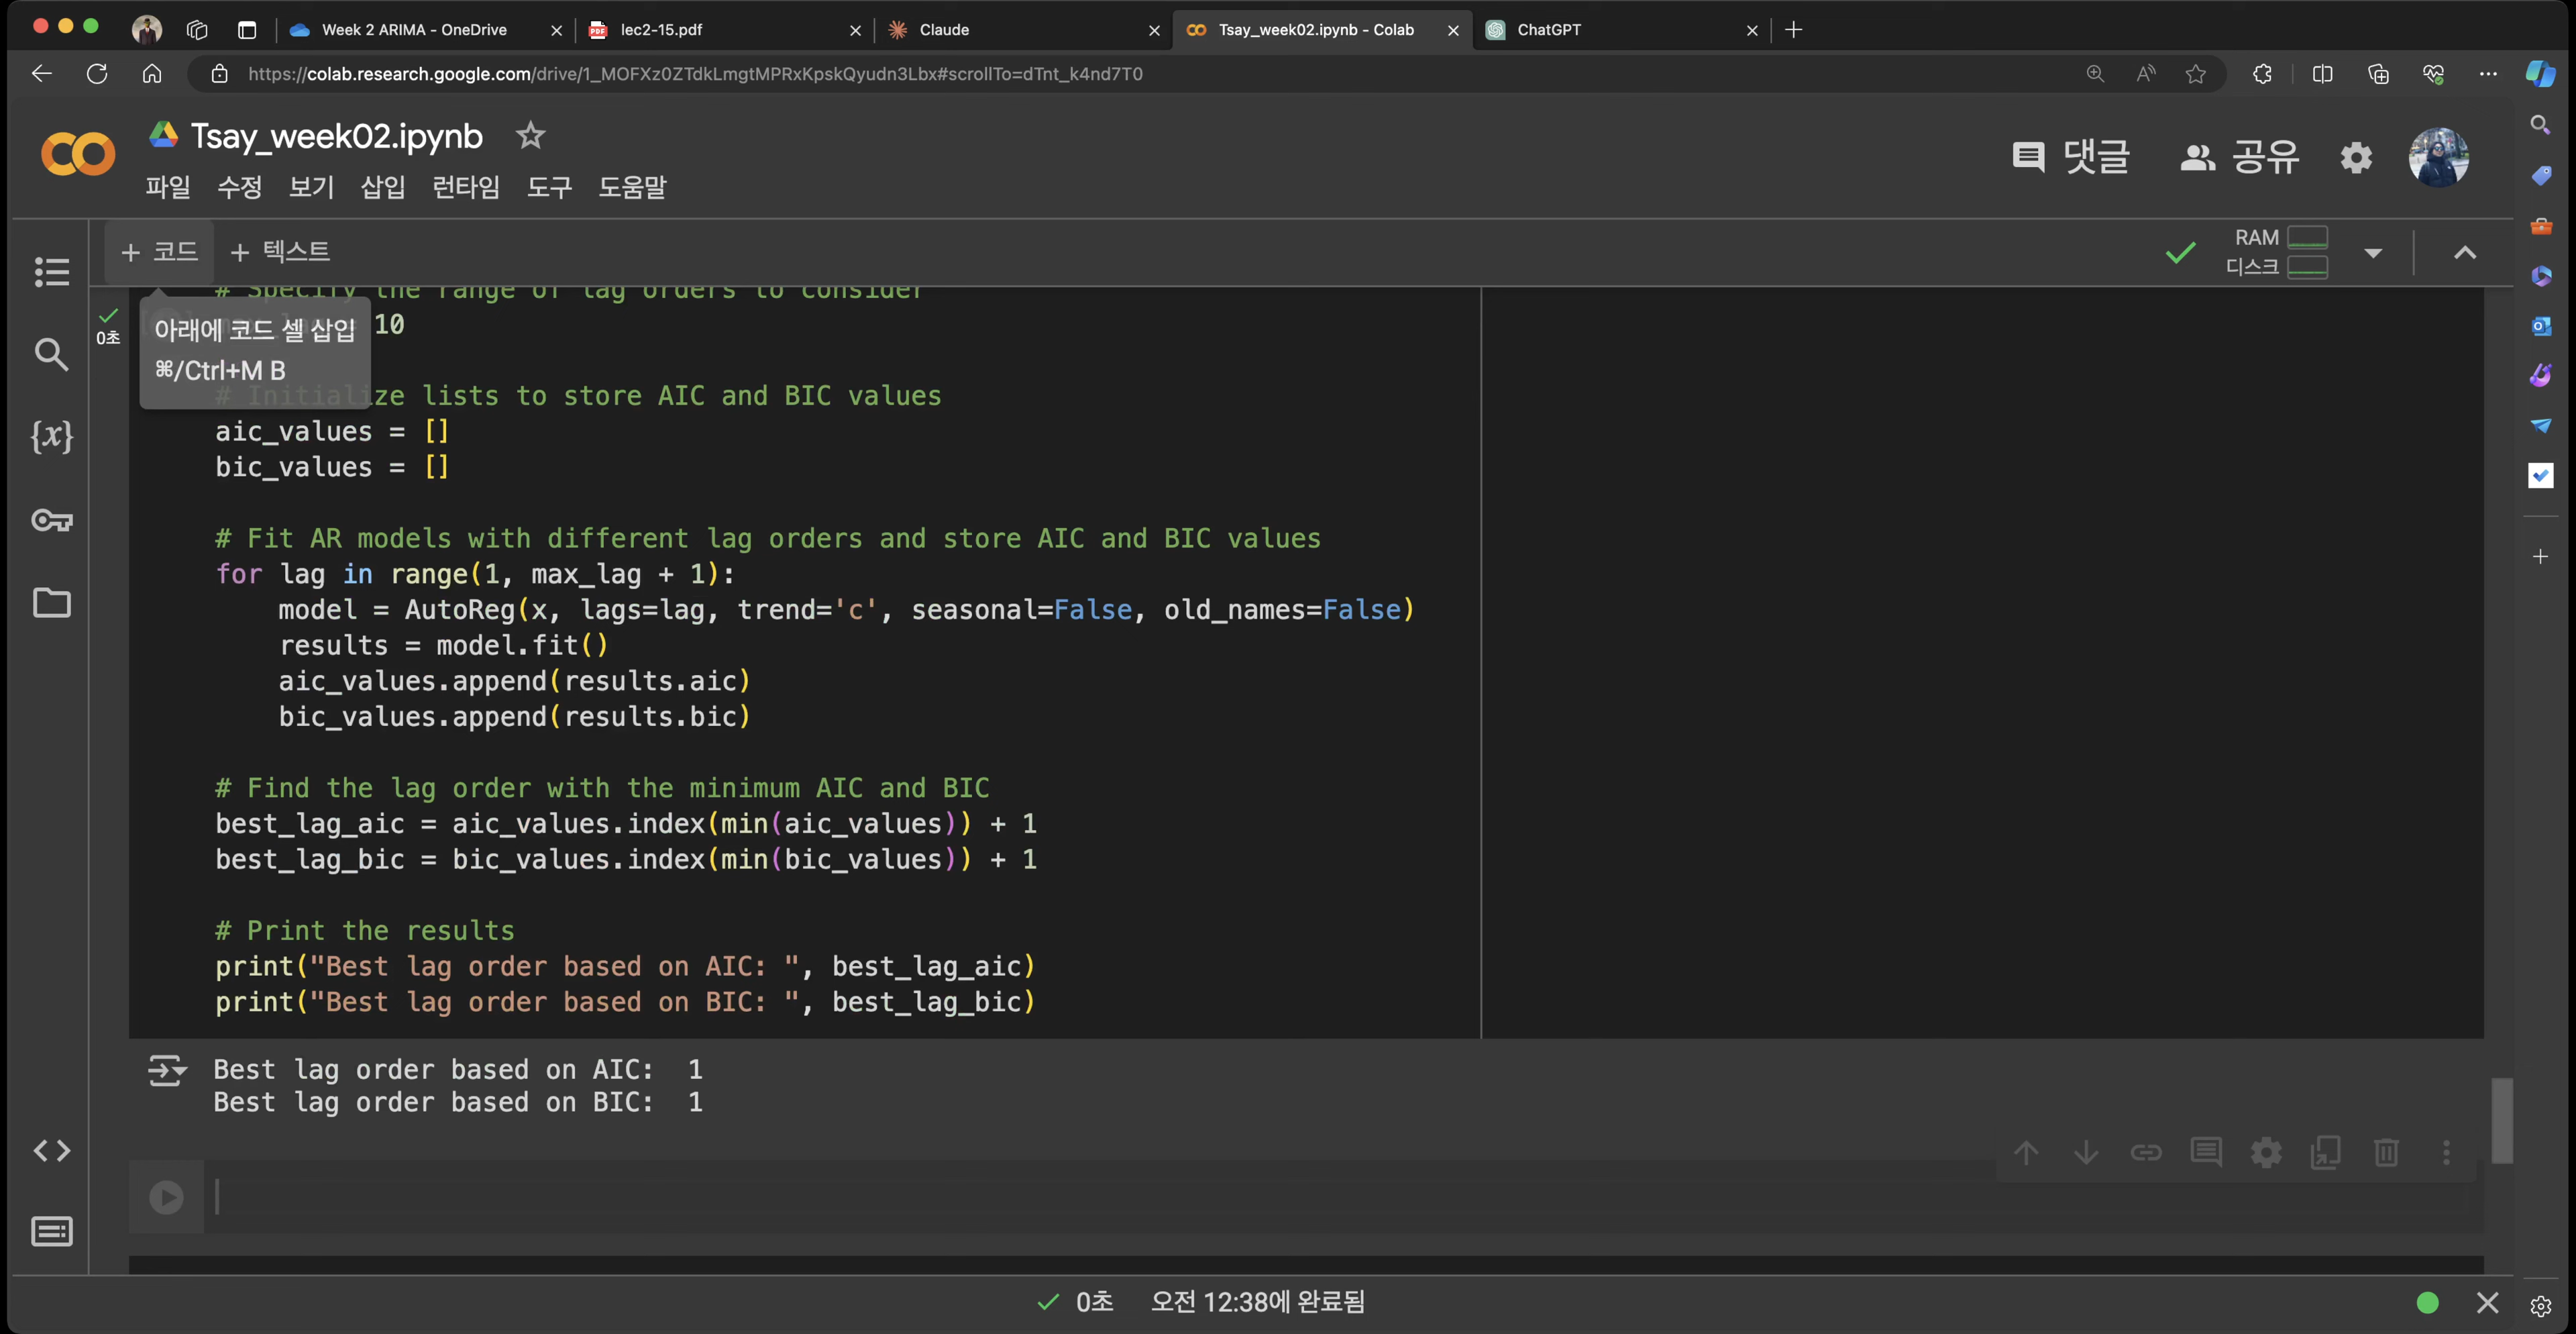 Week 2 ARIMA - OneDrive
lec2-15.pdf
Claude
Tsay_week02.ipynb - Colab
ChatGPT
https://colab.research.google.com/drive/1_MOFXz0ZTdkLmgtMPRxKpskQyudn3Lbx#scrollTo=dTnt_k4nd7T0
Tsay_week02.ipynb
댓글
공유
파일 수정 보기 삽입 런타임 도구 도움말
+ 코드 + 텍스트
RAM
디스크
# Specify the range of lag orders to consider
0초
아래에 코드 셀 삽입
10
⌘/Ctrl+M B
# Initialize lists to store AIC and BIC values
aic_values = []
bic_values = []
# Fit AR models with different lag orders and store AIC and BIC values
for lag in range(1, max_lag + 1):
model = AutoReg(x, lags=lag, trend='c', seasonal=False, old_names=False)
results = model.fit()
aic_values.append(results.aic)
bic_values.append(results.bic)
# Find the lag order with the minimum AIC and BIC
best_lag_aic = aic_values.index(min(aic_values)) + 1
best_lag_bic = bic_values.index(min(bic_values)) + 1
# Print the results
print("Best lag order based on AIC: ", best_lag_aic)
print("Best lag order based on BIC: ", best_lag_bic)
Best lag order based on AIC:  1
Best lag order based on BIC:  1
0초 오전 12:38에 완료됨